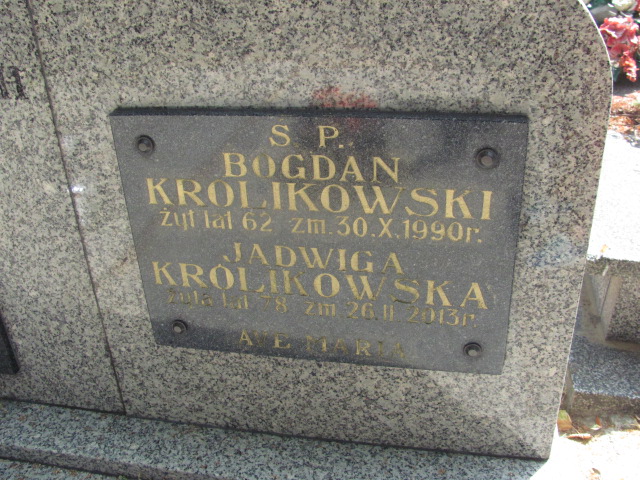 Ś. P.
BOGDAN
KRÓLIKOWSKI
żył lat 62 zm. 30.X.1990r.
JADWIGA
KRÓLIKOWSKA
żyła lat 78 zm 26.II 2013r.
AVE MARIA